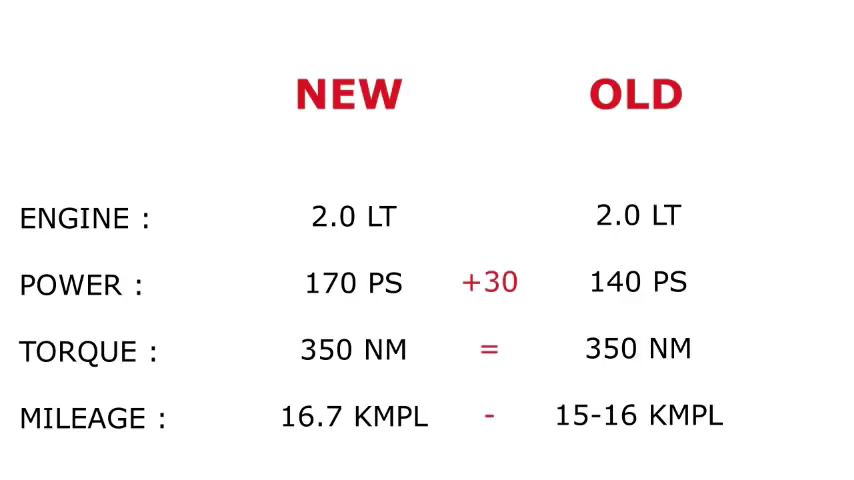 NEW OLD
ENGINE : 2.0 LT 2.0 LT
POWER : 170 PS +30 140 PS
TORQUE : 350 NM = 350 NM
MILEAGE : 16.7 KMPL - 15-16 KMPL